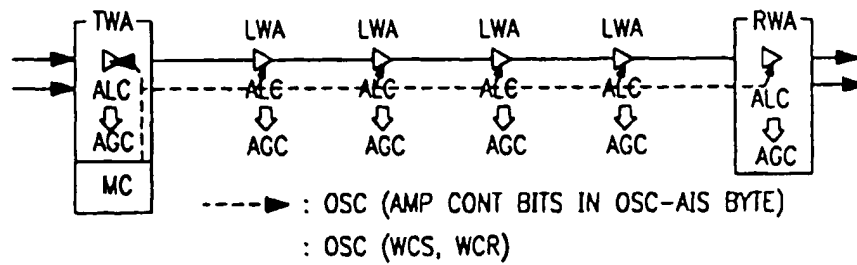 TWA LWA LWA LWA LWA RWA
ALC ALC ALC ALC ALC ALC
AGC AGC AGC AGC AGC AGC
MC
: OSC (AMP CONT BITS IN OSC-AIS BYTE)
: OSC (WCS, WCR)